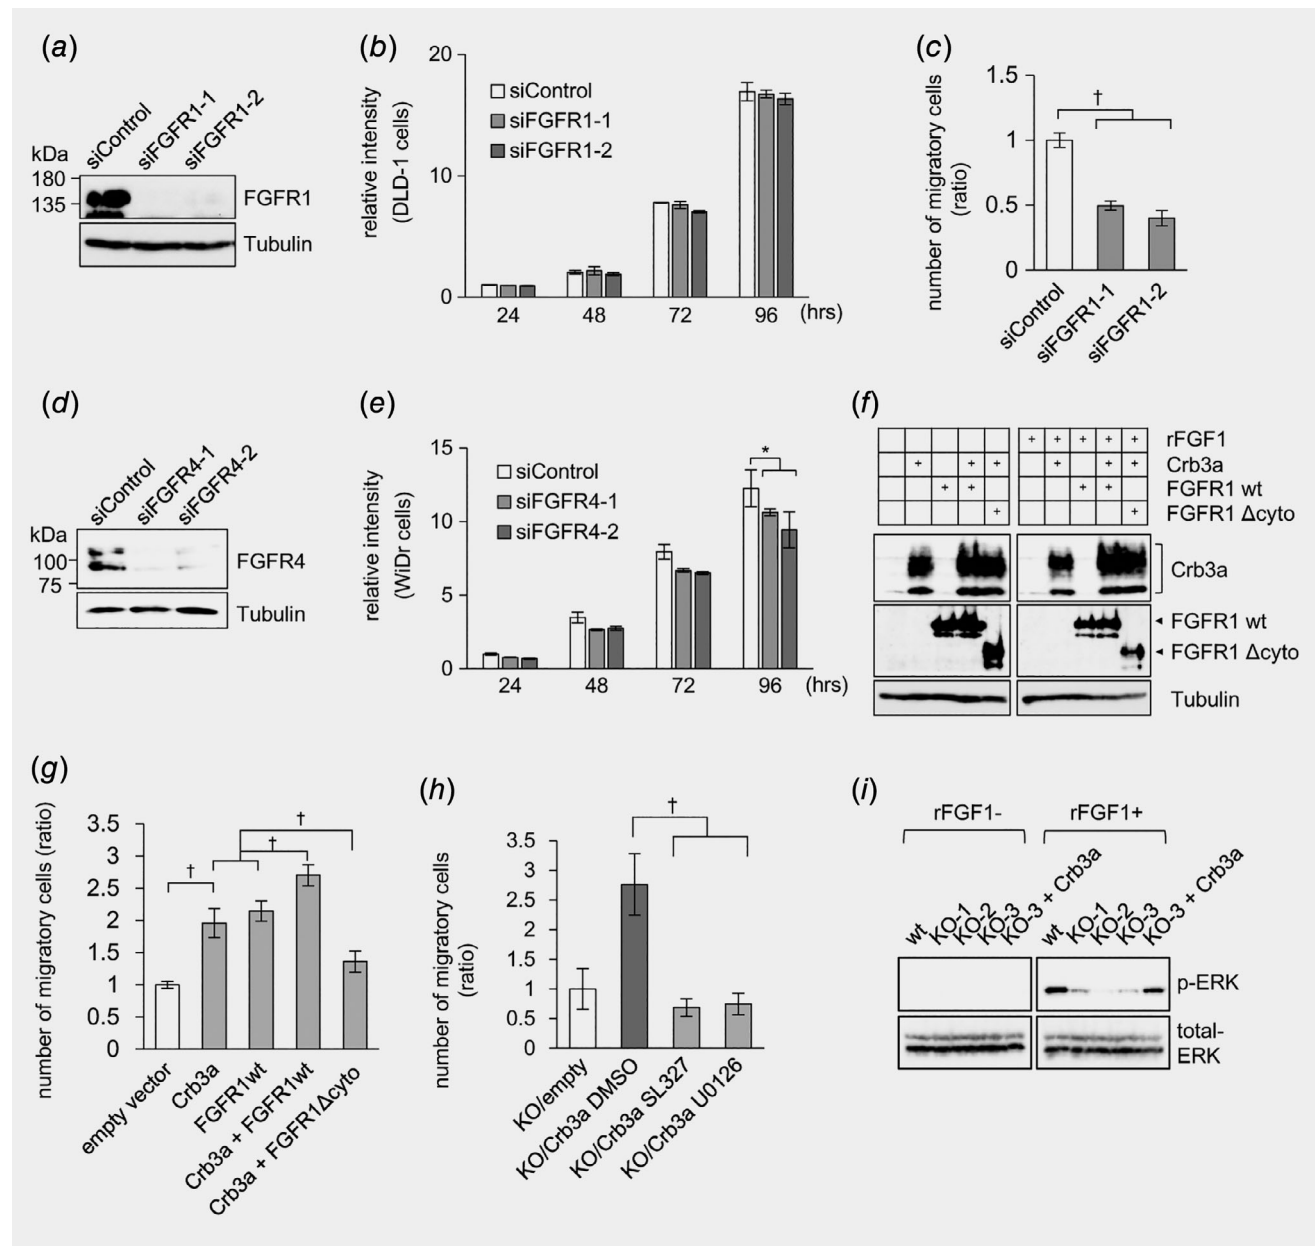 (a)
siControl
siFGFR1-1
siFGFR1-2
kDa
180
135
FGFR1
Tubulin
(b)
relative intensity
(DLD-1 cells)
20
10
0
siControl
siFGFR1-1
siFGFR1-2
24 48 72 96 (hrs)
(c)
number of migratory cells
(ratio)
1.5
1
0.5
0
†
siControl
siFGFR1-1
siFGFR1-2
(d)
siControl
siFGFR4-1
siFGFR4-2
kDa
100
75
FGFR4
Tubulin
(e)
relative intensity
(WiDr cells)
15
10
5
0
siControl
siFGFR4-1
siFGFR4-2
*
24 48 72 96 (hrs)
(f)
+ + + + + rFGF1
+ + + + + + Crb3a
+ + + + FGFR1 wt
+ + FGFR1 Δcyto
Crb3a
FGFR1 wt
FGFR1 Δcyto
Tubulin
(g)
number of migratory cells (ratio)
3.5
3
2.5
2
1.5
1
0.5
0
†
†
†
empty vector
Crb3a
FGFR1wt
Crb3a + FGFR1wt
Crb3a + FGFR1Δcyto
(h)
number of migratory cells
(ratio)
3.5
3
2.5
2
1.5
1
0.5
0
†
KO/empty
KO/Crb3a DMSO
KO/Crb3a SL327
KO/Crb3a U0126
(i)
rFGF1- rFGF1+
wt
KO-1
KO-2
KO-3
KO-3 + Crb3a
wt
KO-1
KO-2
KO-3
KO-3 + Crb3a
p-ERK
total-
ERK